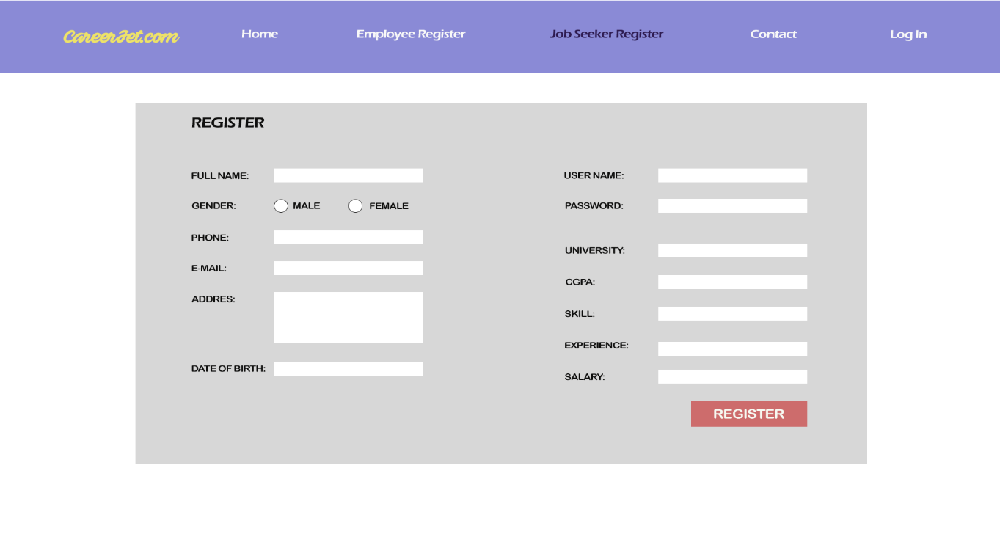 CareerJet.com Home Employee Register Job Seeker Register Contact Log In
REGISTER
FULL NAME:
GENDER: MALE FEMALE
PHONE:
E-MAIL:
ADDRES:
DATE OF BIRTH:
USER NAME:
PASSWORD:
UNIVERSITY:
CGPA:
SKILL:
EXPERIENCE:
SALARY:
REGISTER